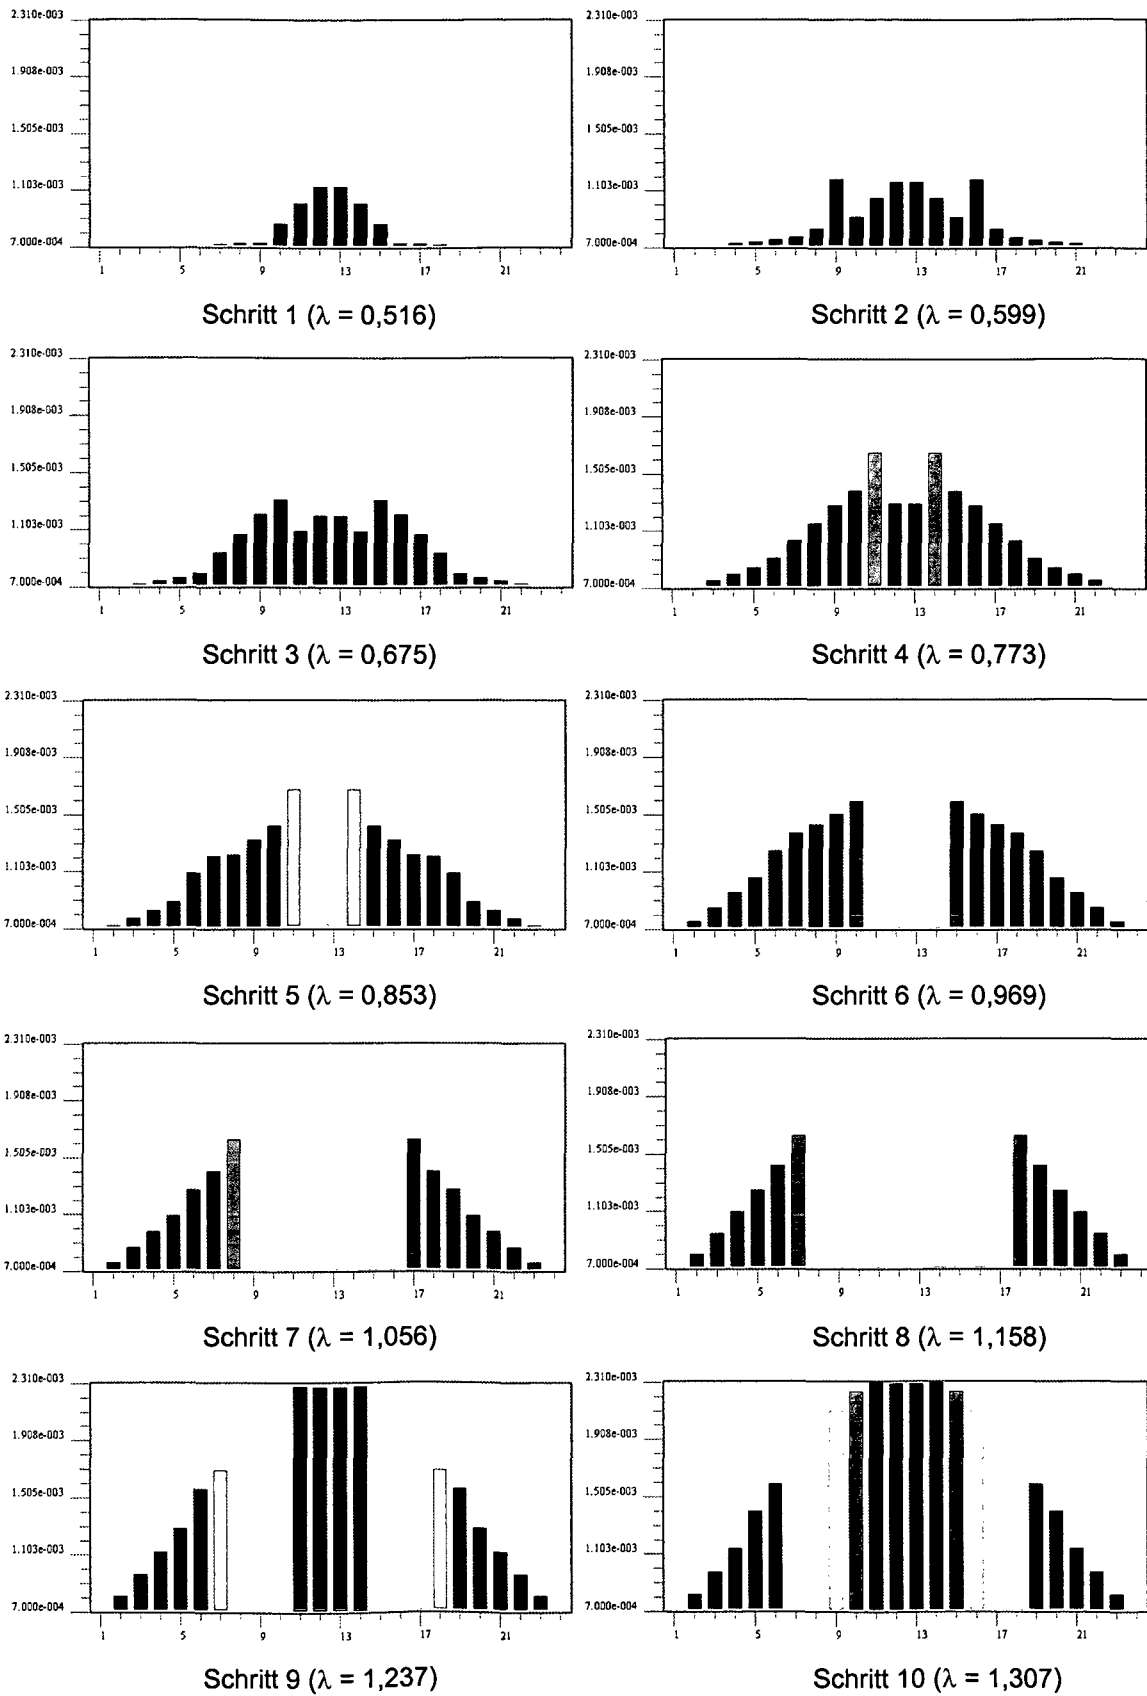 2.310e-003
1.908e-003
1.505e-003
1.103e-003
7.000e-004
1 5 9 13 17 21
Schritt 1 (λ = 0,516)
2.310e-003
1.908e-003
1.505e-003
1.103e-003
7.000e-004
1 5 9 13 17 21
Schritt 2 (λ = 0,599)
2.310e-003
1.908e-003
1.505e-003
1.103e-003
7.000e-004
1 5 9 13 17 21
Schritt 3 (λ = 0,675)
2.310e-003
1.908e-003
1.505e-003
1.103e-003
7.000e-004
1 5 9 13 17 21
Schritt 4 (λ = 0,773)
2.310e-003
1.908e-003
1.505e-003
1.103e-003
7.000e-004
1 5 9 13 17 21
Schritt 5 (λ = 0,853)
2.310e-003
1.908e-003
1.505e-003
1.103e-003
7.000e-004
1 5 9 13 17 21
Schritt 6 (λ = 0,969)
2.310e-003
1.908e-003
1.505e-003
1.103e-003
7.000e-004
1 5 9 13 17 21
Schritt 7 (λ = 1,056)
2.310e-003
1.908e-003
1.505e-003
1.103e-003
7.000e-004
1 5 9 13 17 21
Schritt 8 (λ = 1,158)
2.310e-003
1.908e-003
1.505e-003
1.103e-003
7.000e-004
1 5 9 13 17 21
Schritt 9 (λ = 1,237)
2.310e-003
1.908e-003
1.505e-003
1.103e-003
7.000e-004
1 5 9 13 17 21
Schritt 10 (λ = 1,307)